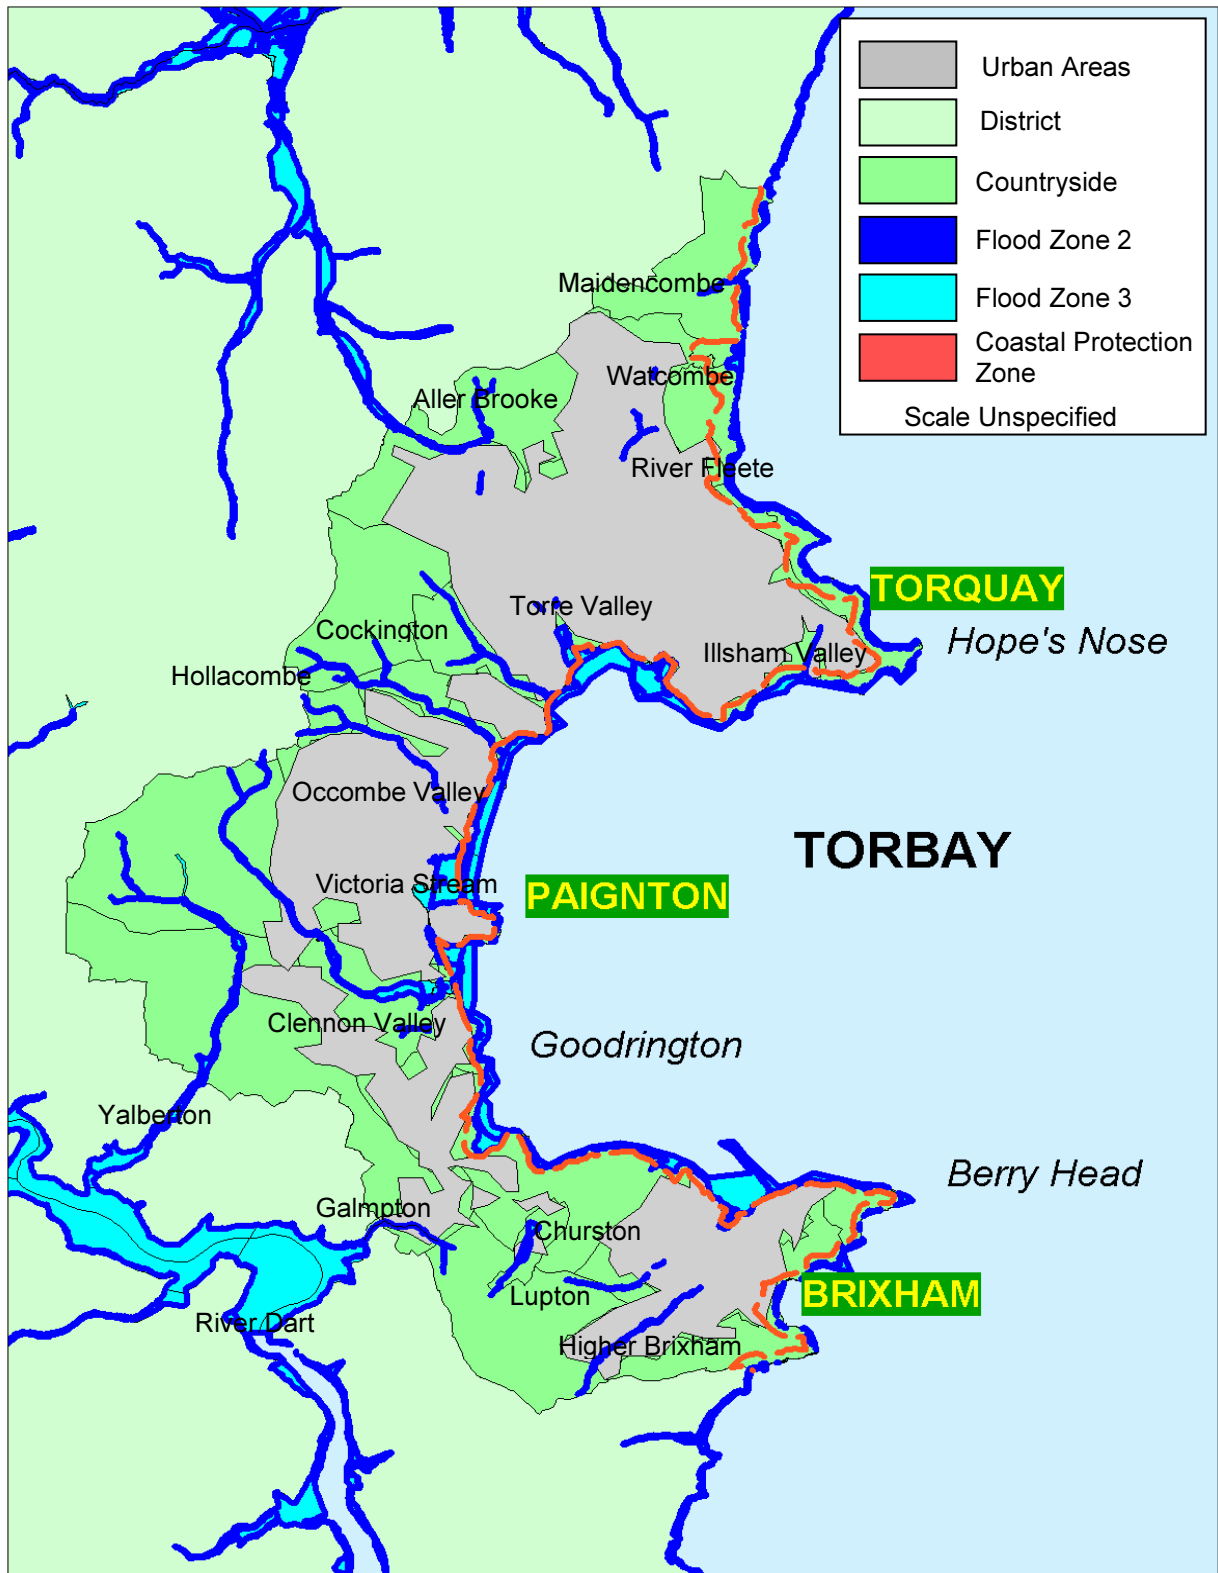 Urban Areas
District
Countryside
Flood Zone 2
Flood Zone 3
Coastal Protection
Zone
Scale Unspecified
Maidencombe
Watcombe
Aller Brooke
River Fleete
TORQUAY
Torre Valley
Cockington
Hope's Nose
Illsham Valley
Hollacombe
Occombe Valley
TORBAY
Victoria Stream
PAIGNTON
Clennon Valley
Goodrington
Yalberton
Berry Head
Galmpton
Churston
Lupton
BRIXHAM
River Dart
Higher Brixham